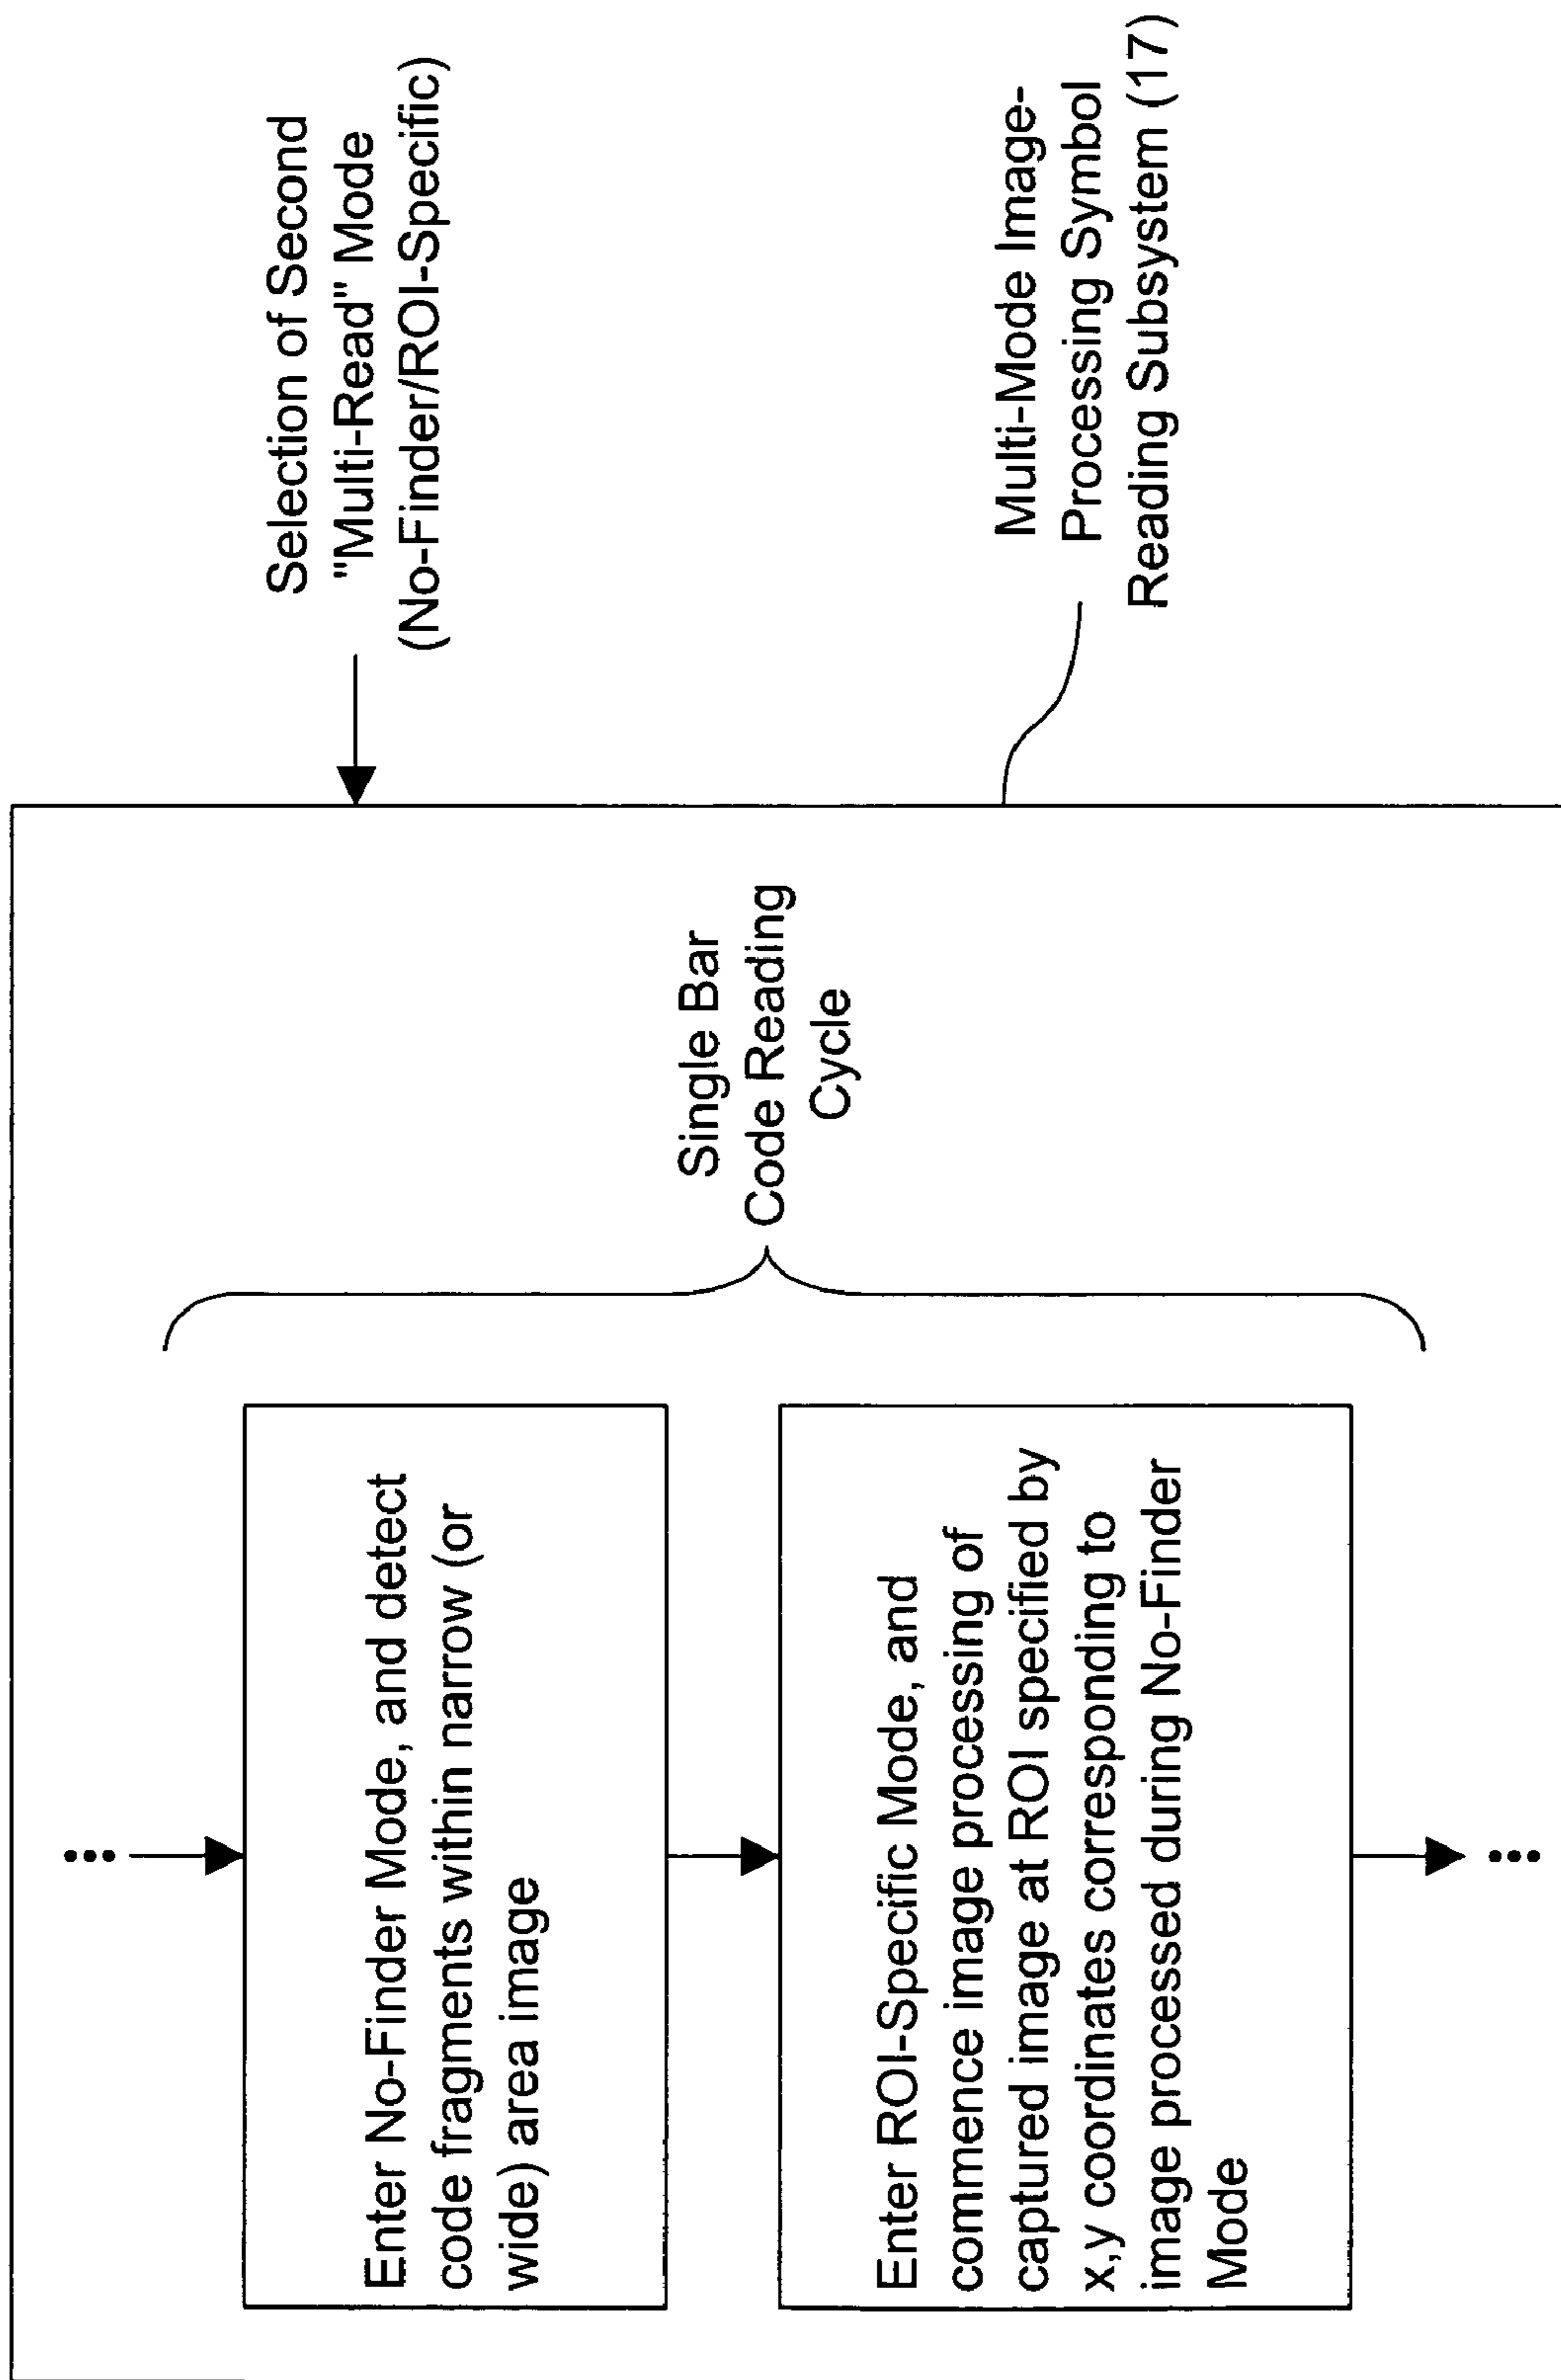 Selection of Second
"Multi-Read" Mode
(No-Finder/ROI-Specific)
Multi-Mode Image-
Processing Symbol
Reading Subsystem (17)
Single Bar
Code Reading
Cycle
Enter No-Finder Mode, and detect
code fragments within narrow (or
wide) area image
Enter ROI-Specific Mode, and
commence image processing of
captured image at ROI specified by
x,y coordinates corresponding to
image processed during No-Finder
Mode